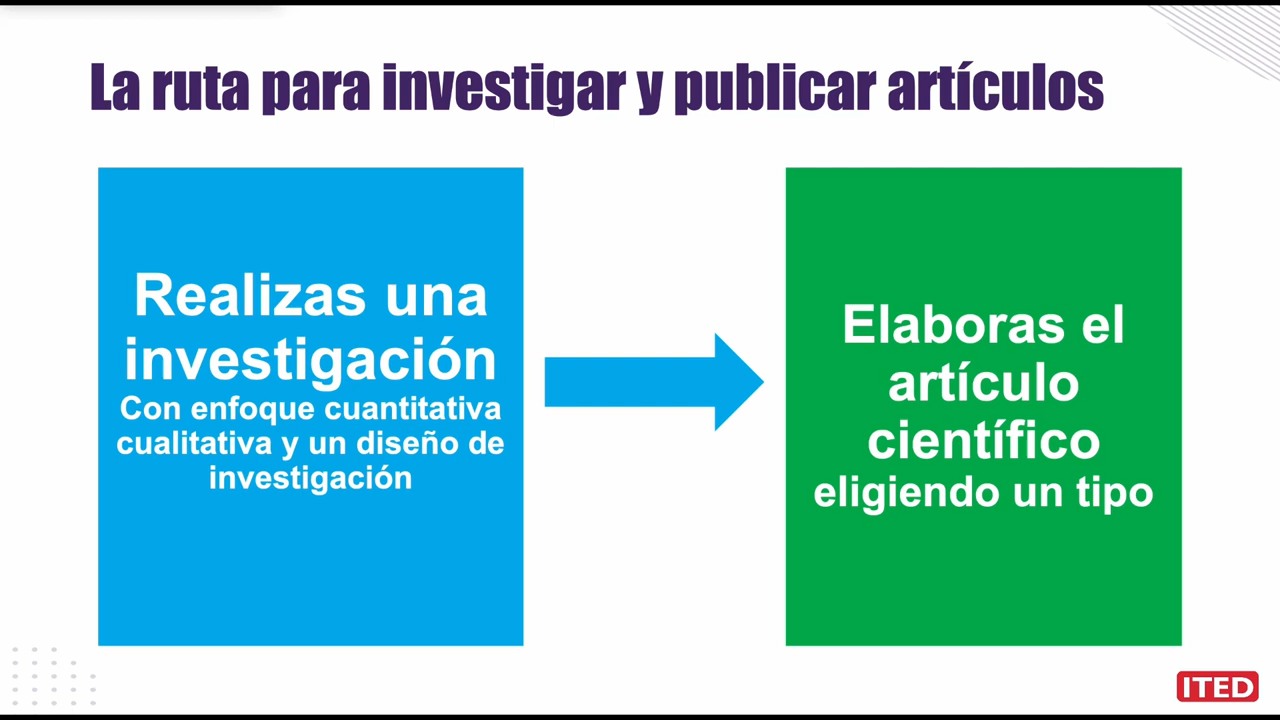 La ruta para investigar y publicar artículos
Realizas una
investigación
Con enfoque cuantitativa
cualitativa y un diseño de
investigación
Elaboras el
artículo
científico
eligiendo un tipo
ITED